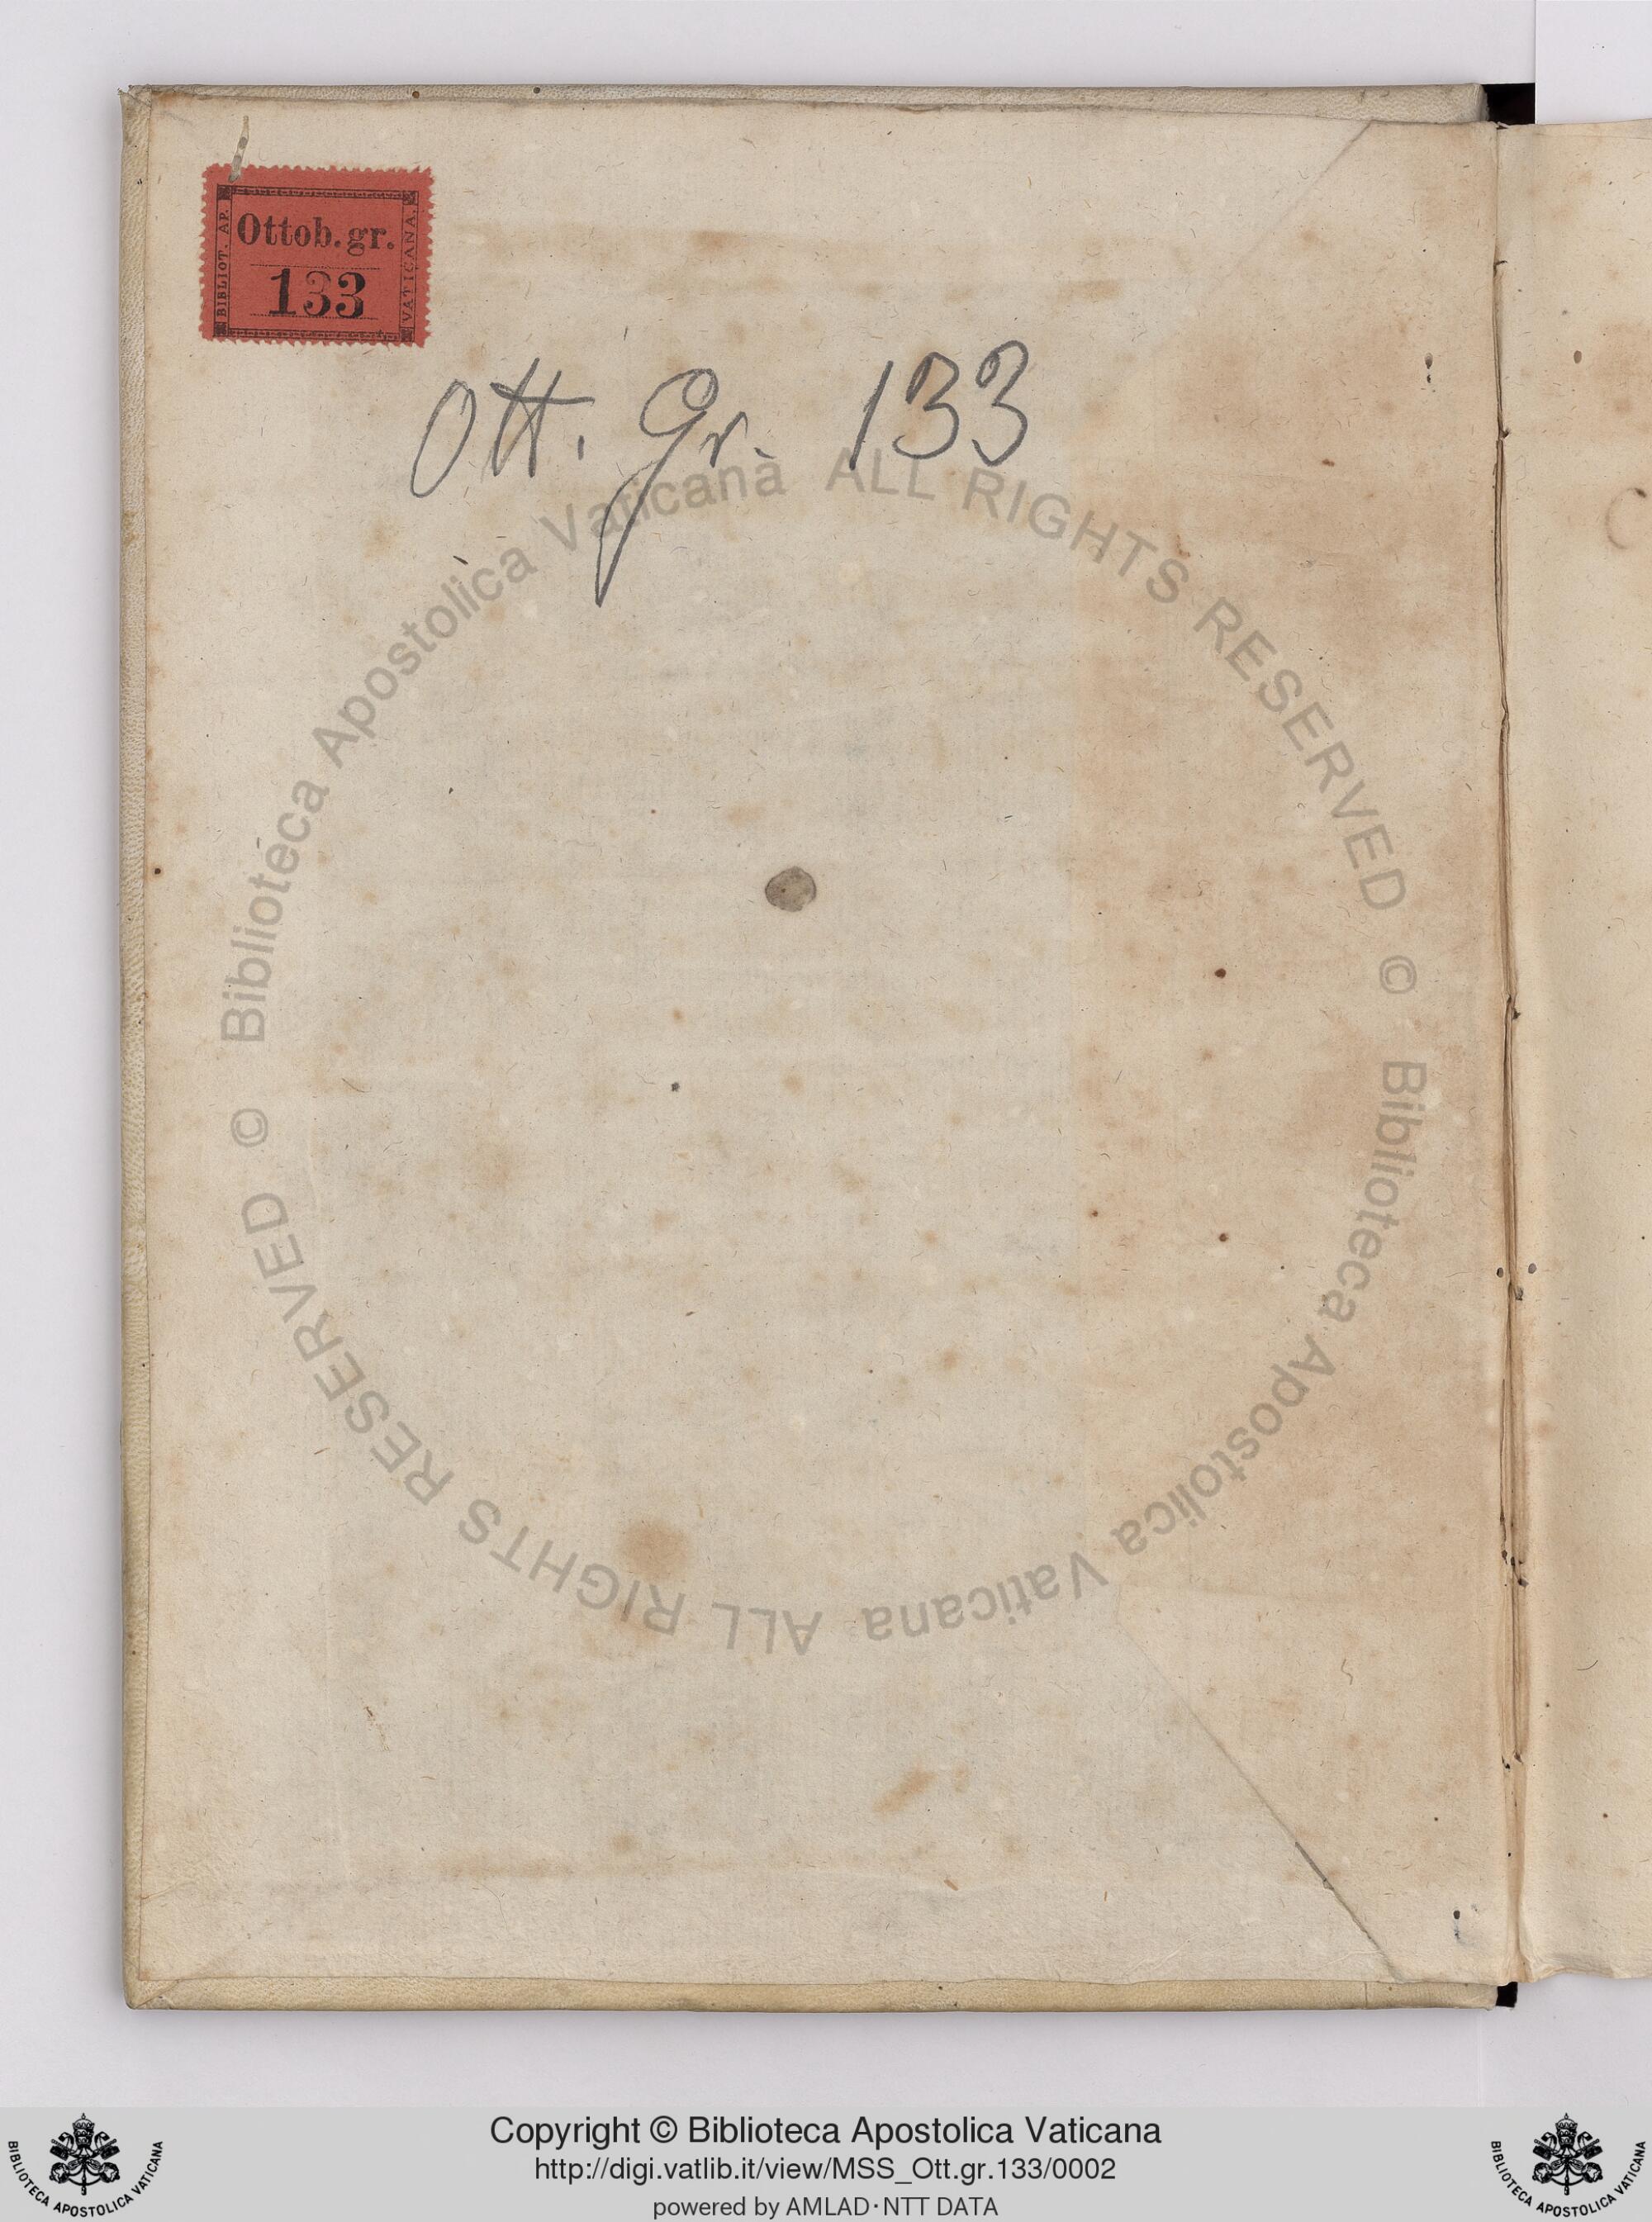 BIBLIOT. AP.
Ottob. gr.
133
VATICANA.
Ott. Gr. 133
© Biblioteca Apostolica Vaticana ALL RIGHTS RESERVED
© Biblioteca Apostolica Vaticana ALL RIGHTS RESERVED
Copyright © Biblioteca Apostolica Vaticana
http://digi.vatlib.it/view/MSS_Ott.gr.133/0002
powered by AMLAD·NTT DATA
BIBLIOTECA APOSTOLICA VATICANA
BIBLIOTECA APOSTOLICA VATICANA